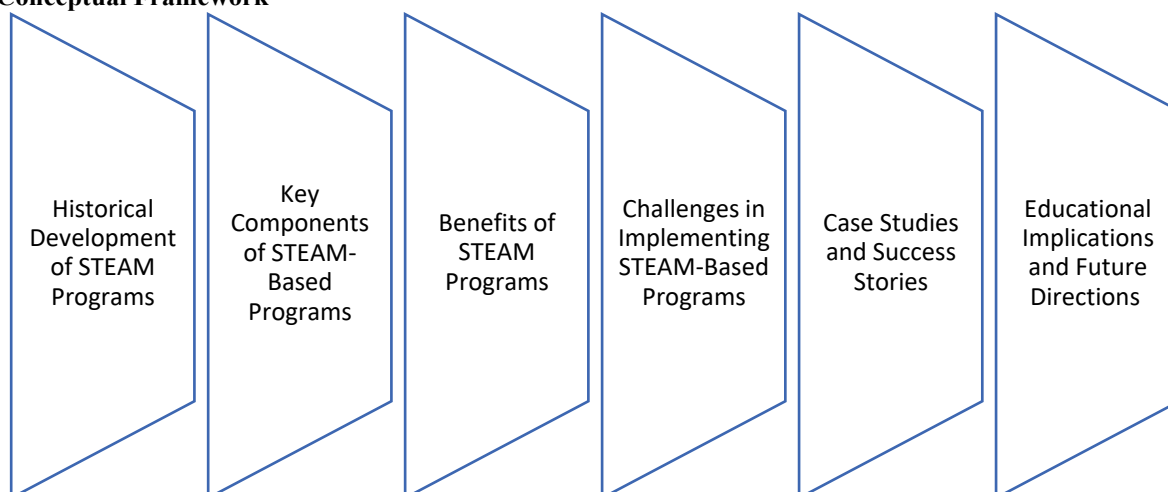 Conceptual Framework
Historical
Development
of STEAM
Programs
Key
Components
of STEAM-
Based
Programs
Benefits of
STEAM
Programs
Challenges in
Implementing
STEAM-Based
Programs
Case Studies
and Success
Stories
Educational
Implications
and Future
Directions